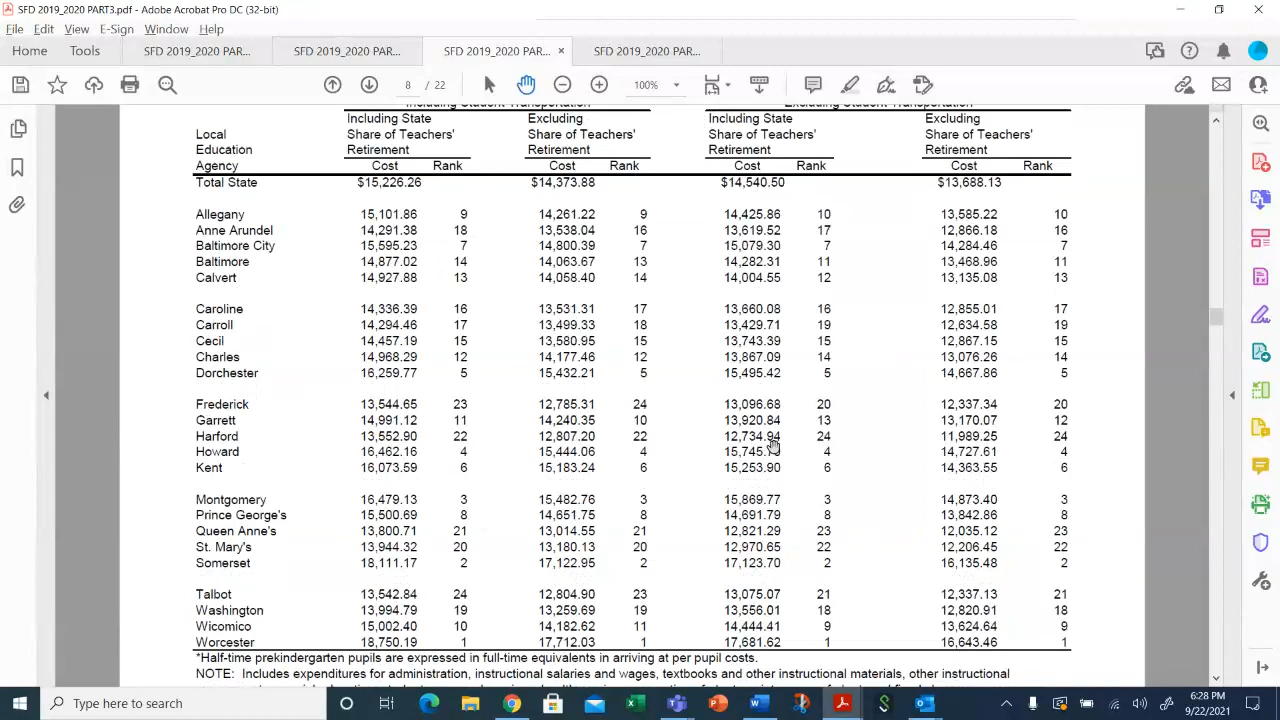 SFD 2019_2020 PART3.pdf - Adobe Acrobat Pro DC (32-bit)
File Edit View E-Sign Window Help
Home Tools SFD 2019_2020 PAR... SFD 2019_2020 PAR... SFD 2019_2020 PAR... × SFD 2019_2020 PAR...
8 / 22 100%
Including Student Transportation Excluding Student Transportation
Including State Excluding Including State Excluding
Local Share of Teachers' Share of Teachers' Share of Teachers' Share of Teachers'
Education Retirement Retirement Retirement Retirement
Agency Cost Rank Cost Rank Cost Rank Cost Rank
Total State $15,226.26 $14,373.88 $14,540.50 $13,688.13
Allegany 15,101.86 9 14,261.22 9 14,425.86 10 13,585.22 10
Anne Arundel 14,291.38 18 13,538.04 16 13,619.52 17 12,866.18 16
Baltimore City 15,595.23 7 14,800.39 7 15,079.30 7 14,284.46 7
Baltimore 14,877.02 14 14,063.67 13 14,282.31 11 13,468.96 11
Calvert 14,927.88 13 14,058.40 14 14,004.55 12 13,135.08 13
Caroline 14,336.39 16 13,531.31 17 13,660.08 16 12,855.01 17
Carroll 14,294.46 17 13,499.33 18 13,429.71 19 12,634.58 19
Cecil 14,457.19 15 13,580.95 15 13,743.39 15 12,867.15 15
Charles 14,968.29 12 14,177.46 12 13,867.09 14 13,076.26 14
Dorchester 16,259.77 5 15,432.21 5 15,495.42 5 14,667.86 5
Frederick 13,544.65 23 12,785.31 24 13,096.68 20 12,337.34 20
Garrett 14,991.12 11 14,240.35 10 13,920.84 13 13,170.07 12
Harford 13,552.90 22 12,807.20 22 12,734.94 24 11,989.25 24
Howard 16,462.16 4 15,444.06 4 4 14,727.61 4
Kent 16,073.59 6 15,183.24 6 15,253.90 6 14,363.55 6
Montgomery 16,479.13 3 15,482.76 3 15,869.77 3 14,873.40 3
Prince George's 15,500.69 8 14,651.75 8 14,691.79 8 13,842.86 8
Queen Anne's 13,800.71 21 13,014.55 21 12,821.29 23 12,035.12 23
St. Mary's 13,944.32 20 13,180.13 20 12,970.65 22 12,206.45 22
Somerset 18,111.17 2 17,122.95 2 17,123.70 2 16,135.48 2
Talbot 13,542.84 24 12,804.90 23 13,075.07 21 12,337.13 21
Washington 13,994.79 19 13,259.69 19 13,556.01 18 12,820.91 18
Wicomico 15,002.40 10 14,182.62 11 14,444.41 9 13,624.64 9
Worcester 18,750.19 1 17,712.03 1 17,681.62 1 16,643.46 1
*Half-time prekindergarten pupils are expressed in full-time equivalents in arriving at per pupil costs.
NOTE: Includes expenditures for administration, instructional salaries and wages, textbooks and other instructional materials, other instructional
Type here to search
6:28 PM
9/22/2021